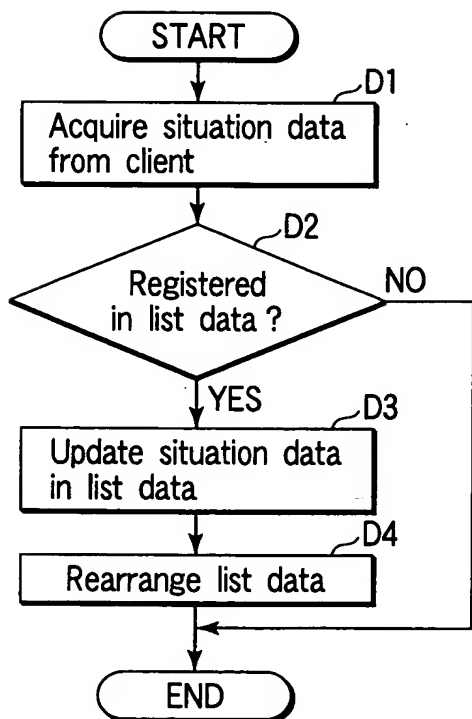 START
D1
Acquire situation data
from client
D2
Registered
in list data ?
NO
YES
D3
Update situation data
in list data
D4
Rearrange list data
END